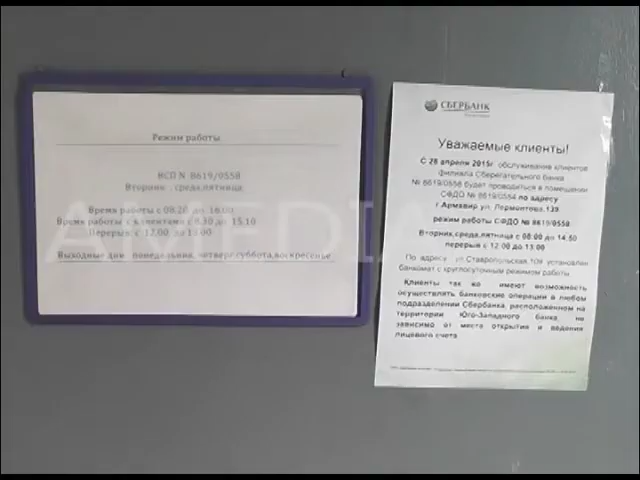 Режим работы
ВСП N 8619/0558
Вторник , среда,пятница
Время работы с 08.20 до 16:00
Время работы с клиентами с 8.30 до 15.10
Перерыв: с 12.00 до 13.00
Выходные дни понедельник, четверг,суббота,воскресенье
СБЕРБАНК
Уважаемые клиенты!
С 28 апреля 2015г обслуживание клиентов
филиала Сберегательного банка
№ 8619/0558 будет проводиться в помещении
СФДО № 8619/0554 по адресу
г.Армавир ул. Лермонтова,139
режим работы СФДО № 8619/0558
Вторник,среда,пятница с 08:00 до 14:50
перерыв с 12.00 до 13:00
По адресу ул.Ставропольская,109 установлен
банкомат с круглосуточным режимом работы
Клиенты так же имеют возможность
осуществлять банковские операции в любом
подразделении Сбербанка, расположенном на
территории Юго-Западного банка, не
зависимо от места открытия и ведения
лицевого счета